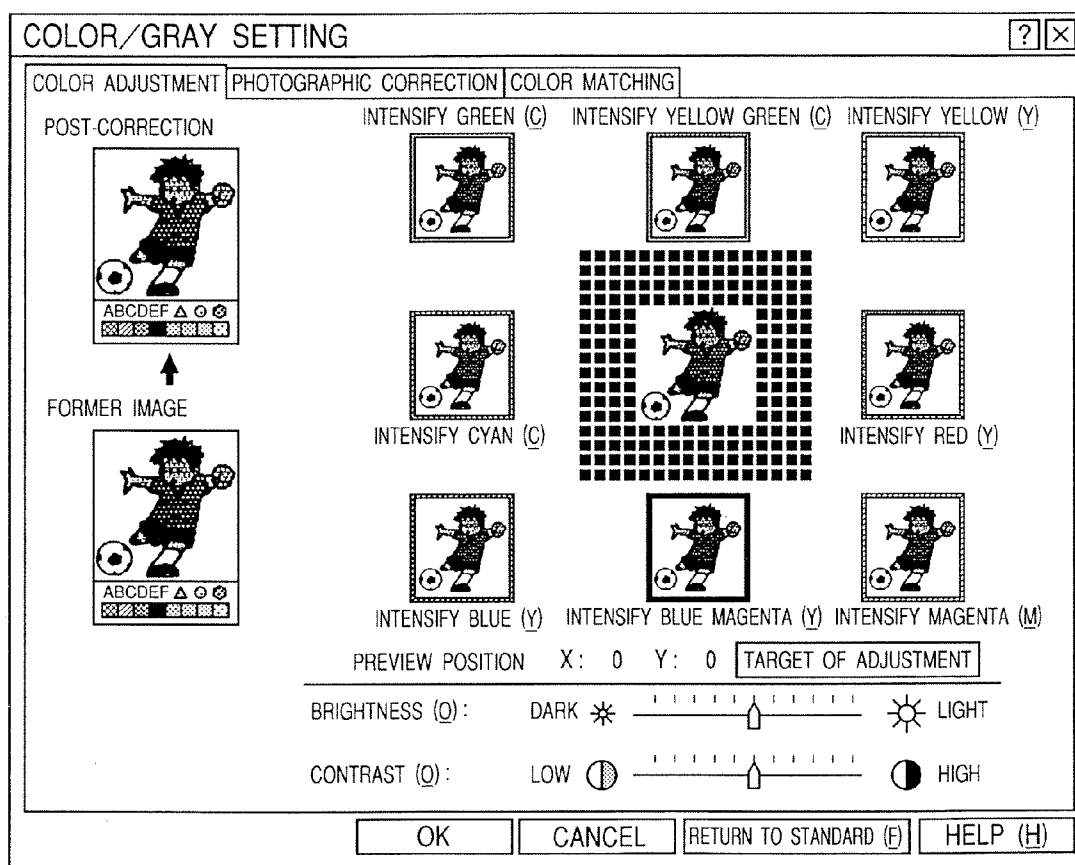 COLOR/GRAY SETTING
? ×
COLOR ADJUSTMENT PHOTOGRAPHIC CORRECTION COLOR MATCHING
POST-CORRECTION
ABCDEF
FORMER IMAGE
ABCDEF
INTENSIFY GREEN (C) INTENSIFY YELLOW GREEN (C) INTENSIFY YELLOW (Y)
INTENSIFY CYAN (C) INTENSIFY RED (Y)
INTENSIFY BLUE (Y) INTENSIFY BLUE MAGENTA (Y) INTENSIFY MAGENTA (M)
PREVIEW POSITION X: 0 Y: 0 TARGET OF ADJUSTMENT
BRIGHTNESS (O): DARK LIGHT
CONTRAST (O): LOW HIGH
OK CANCEL RETURN TO STANDARD (F) HELP (H)